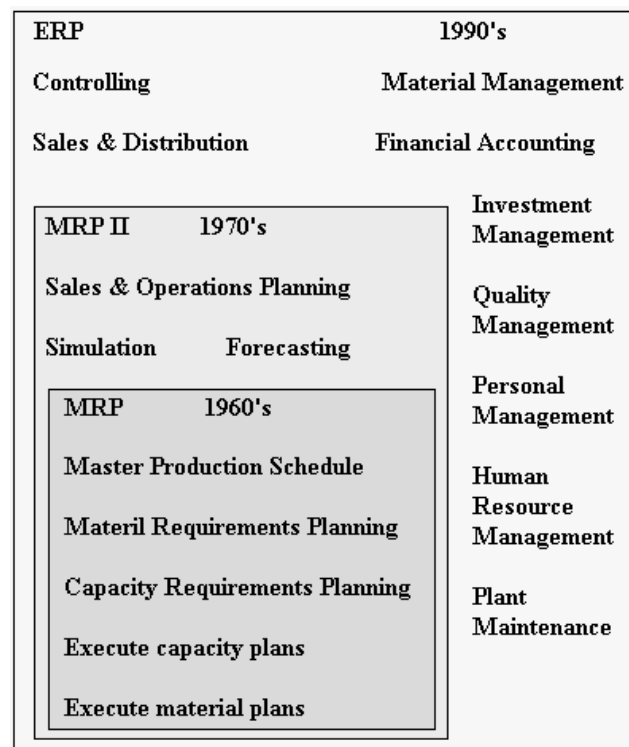 ERP 1990's
Controlling Material Management
Sales & Distribution Financial Accounting
Investment
Management
MRP II 1970's
Sales & Operations Planning
Quality
Management
Simulation Forecasting
Personal
Management
MRP 1960's
Master Production Schedule
Human
Resource
Management
Materil Requirements Planning
Capacity Requirements Planning
Plant
Maintenance
Execute capacity plans
Execute material plans